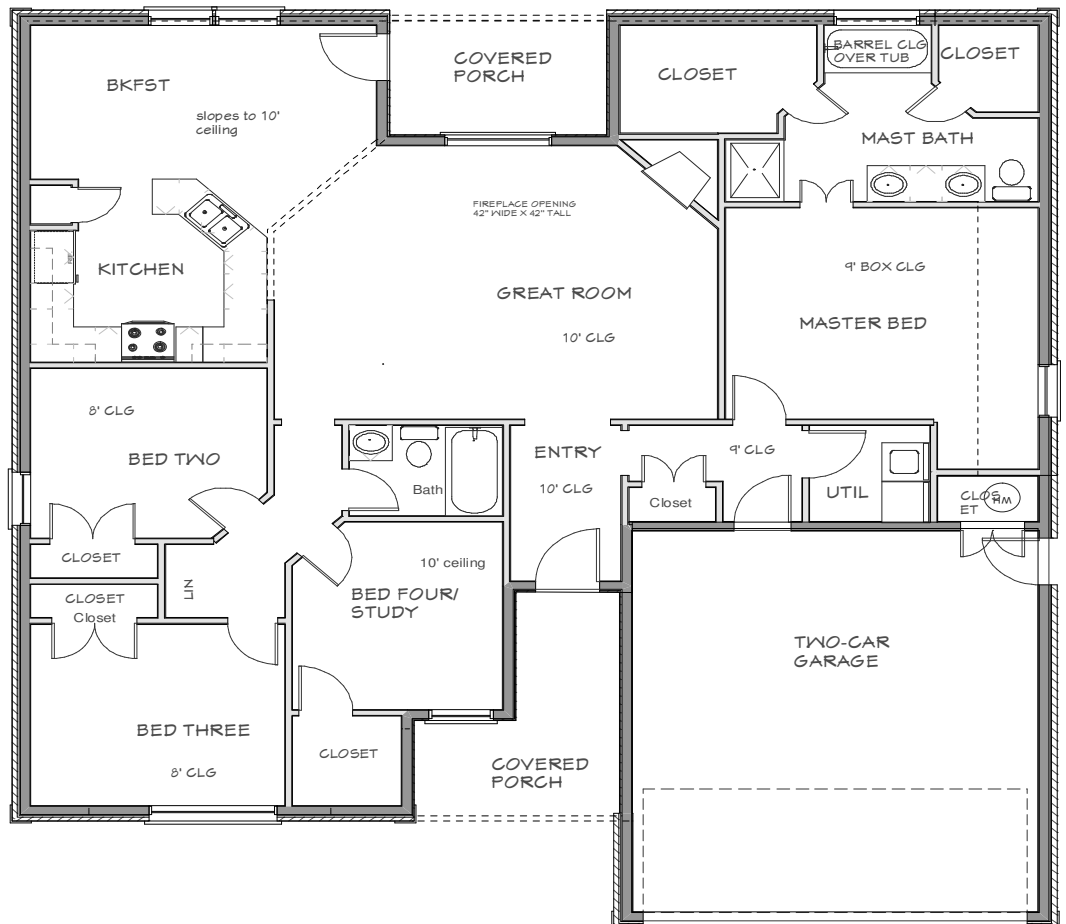 BKFST
slopes to 10'
ceiling
COVERED
PORCH
CLOSET
BARREL CLG
OVER TUB
CLOSET
MAST BATH
FIREPLACE OPENING
42" WIDE X 42" TALL
KITCHEN
GREAT ROOM
10' CLG
9' BOX CLG
MASTER BED
8' CLG
BED TWO
CLOSET
Bath
ENTRY
10' CLG
9' CLG
Closet
UTIL
CLOS
ET
WH
CLOSET
Closet
LIN
10' ceiling
BED FOUR/
STUDY
TWO-CAR
GARAGE
BED THREE
8' CLG
CLOSET
COVERED
PORCH